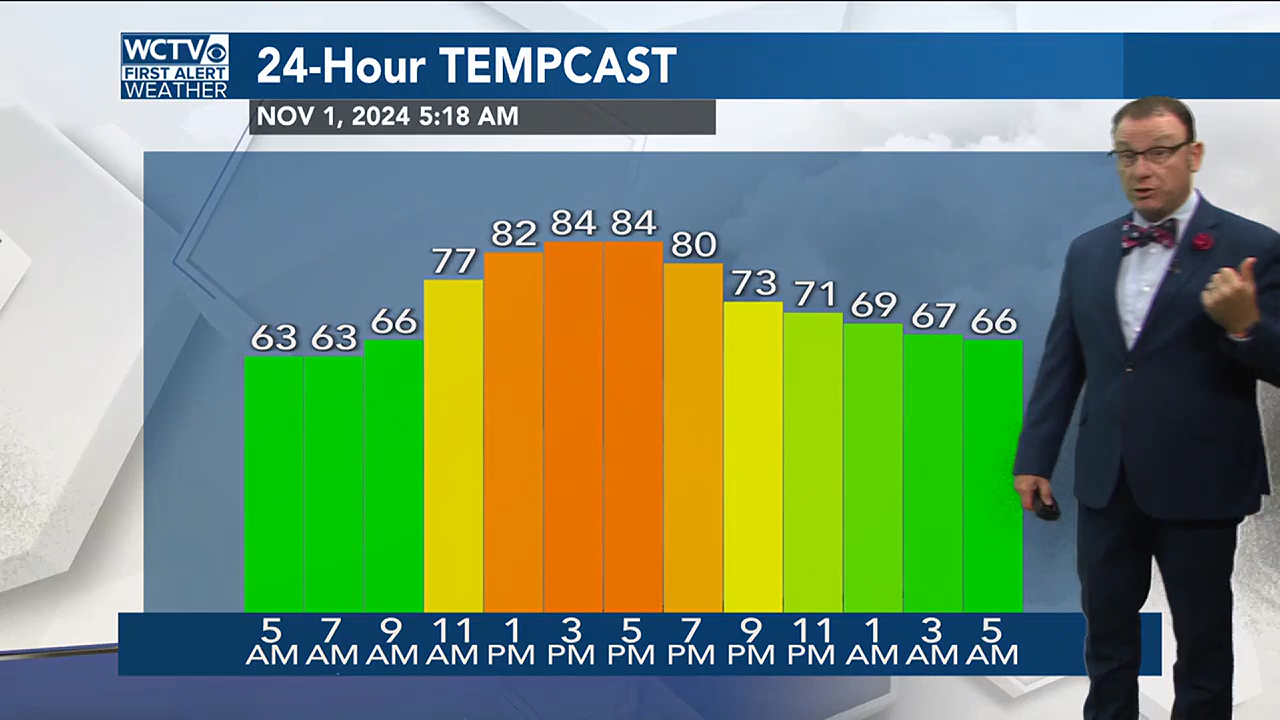 WCTV
FIRST ALERT
WEATHER
24-Hour TEMPCAST
NOV 1, 2024 5:18 AM
63 63 66 77 82 84 84 80 73 71 69 67 66
5 7 9 11 1 3 5 7 9 11 1 3 5
AM AM AM AM PM PM PM PM PM PM AM AM AM